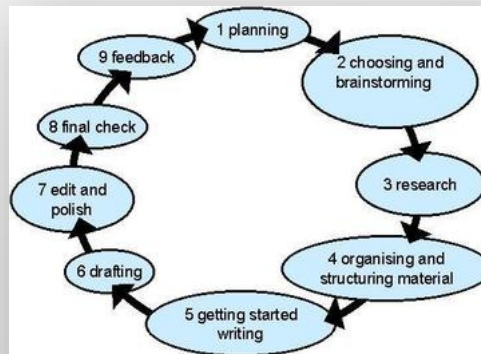 1 planning
2 choosing and
brainstorming
3 research
4 organising and
structuring material
5 getting started
writing
6 drafting
7 edit and
polish
8 final check
9 feedback